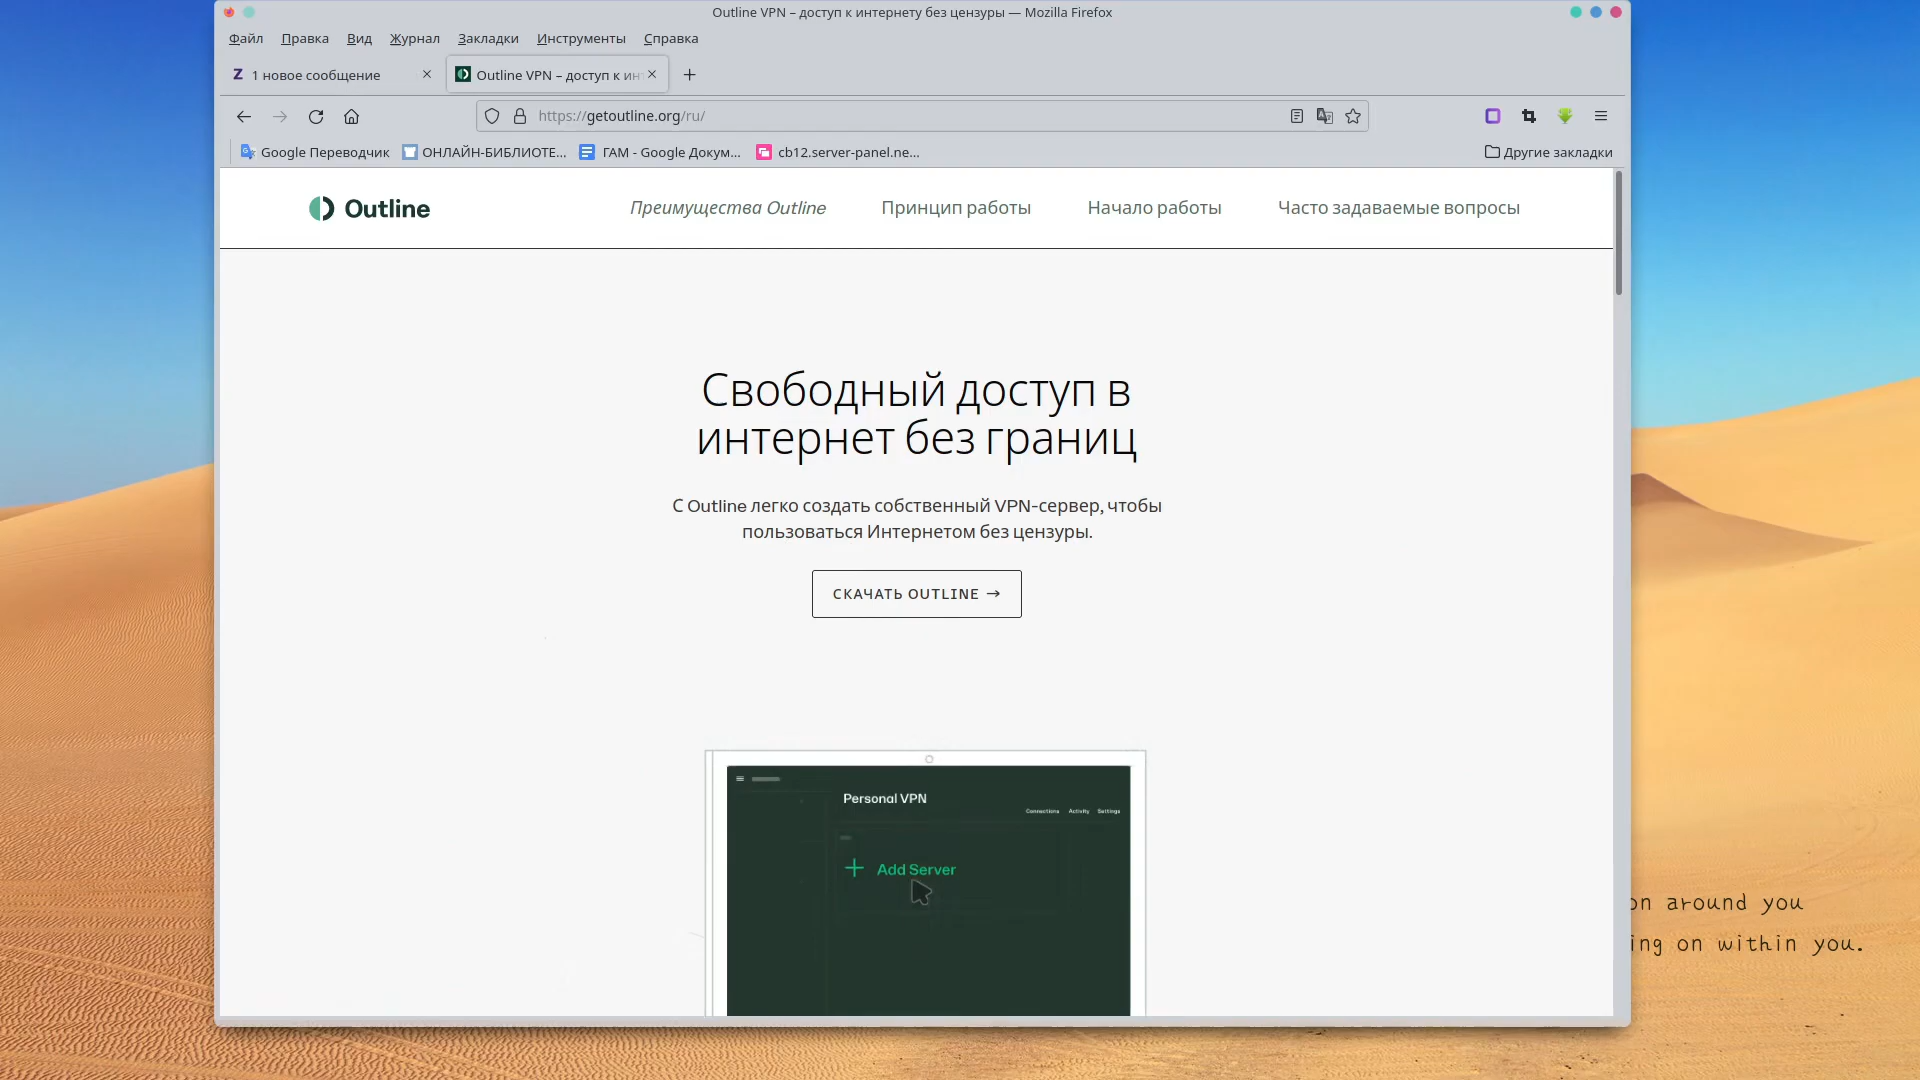 Outline VPN – доступ к интернету без цензуры — Mozilla Firefox
Файл Правка Вид Журнал Закладки Инструменты Справка
1 новое сообщение
Outline VPN – доступ к ин
https://getoutline.org/ru/
Google Переводчик
ОНЛАЙН-БИБЛИОТЕ...
ГАМ - Google Докум...
cb12.server-panel.ne...
Другие закладки
Outline
Преимущества Outline
Принцип работы
Начало работы
Часто задаваемые вопросы
Свободный доступ в
интернет без границ
С Outline легко создать собственный VPN-сервер, чтобы
пользоваться Интернетом без цензуры.
СКАЧАТЬ OUTLINE →
Personal VPN
Connections Activity Settings
+ Add Server
on around you
ing on within you.